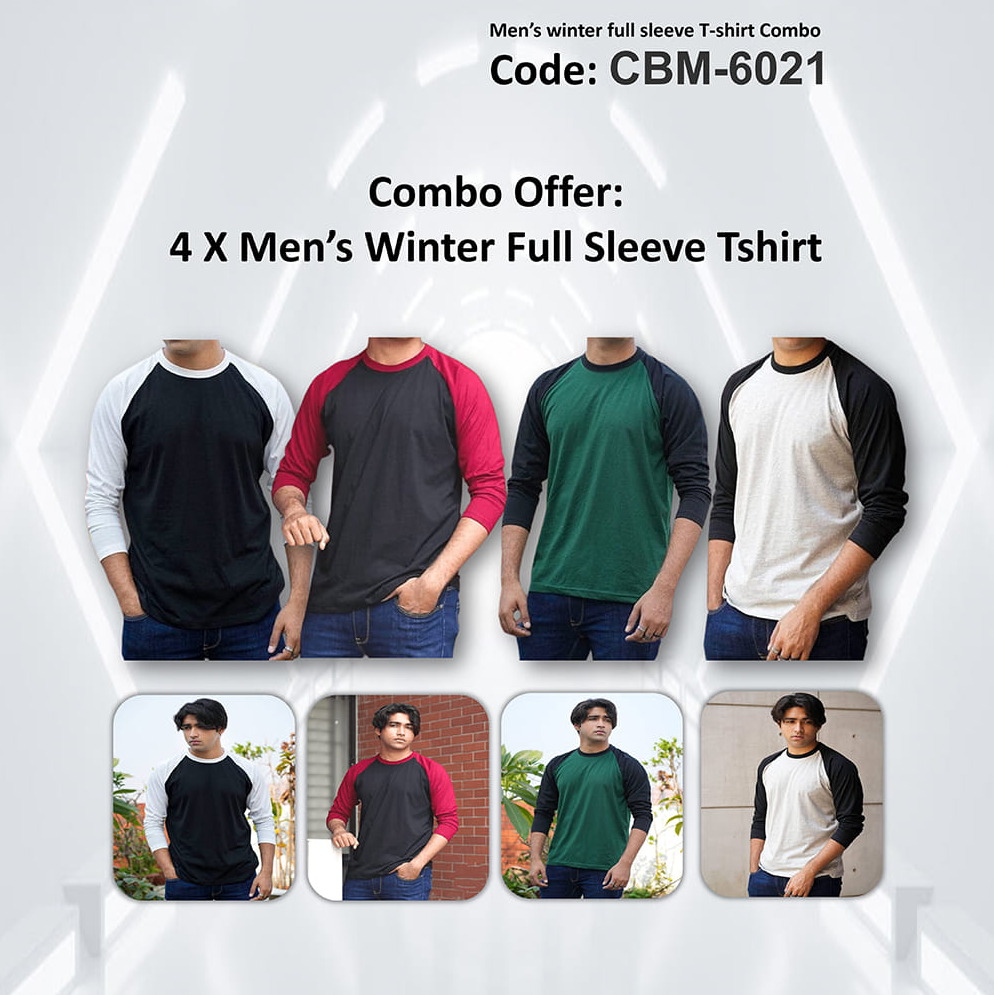 Men’s winter full sleeve T-shirt Combo
Code: CBM-6021
Combo Offer:
4 X Men’s Winter Full Sleeve Tshirt